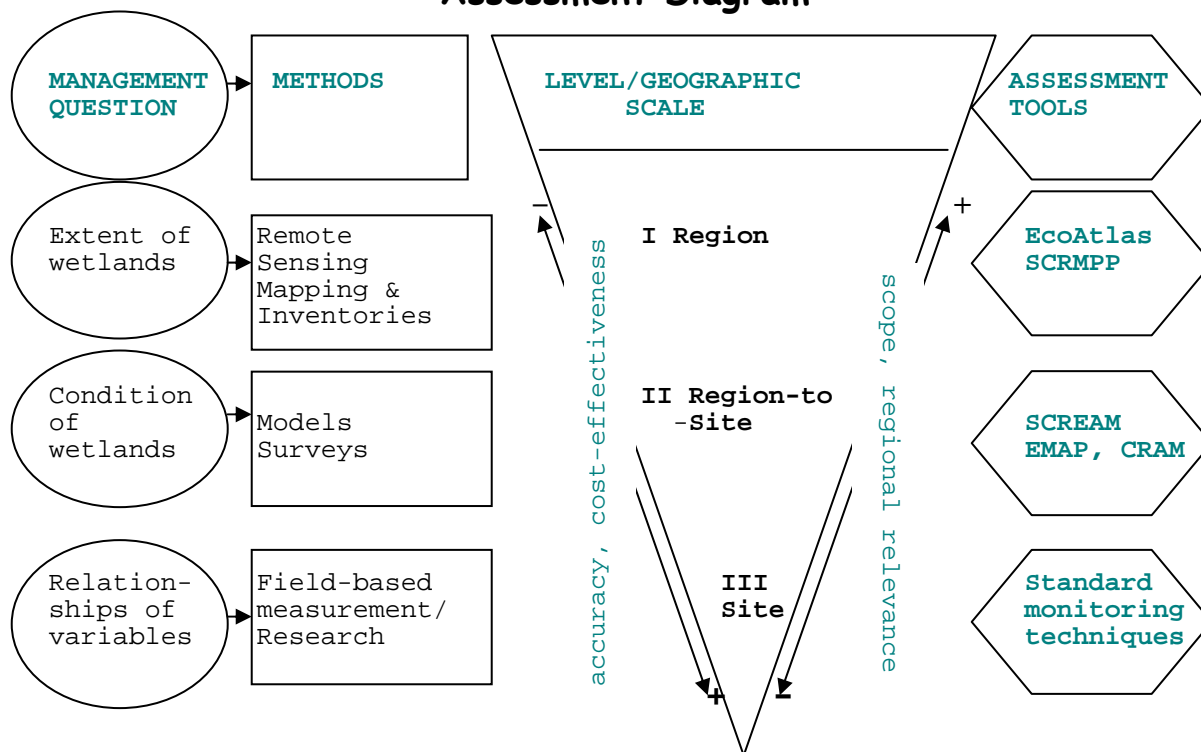 Assessment Diagram
MANAGEMENT
QUESTION
METHODS
LEVEL/GEOGRAPHIC
SCALE
ASSESSMENT
TOOLS
Extent of
wetlands
Remote
Sensing
Mapping &
Inventories
–
I Region
+
EcoAtlas
SCRMPP
accuracy, cost-effectiveness
scope, regional relevance
Condition
of
wetlands
Models
Surveys
II Region-to
-Site
SCREAM
EMAP, CRAM
Relation-
ships of
variables
Field-based
measurement/
Research
III
Site
Standard
monitoring
techniques
+
–